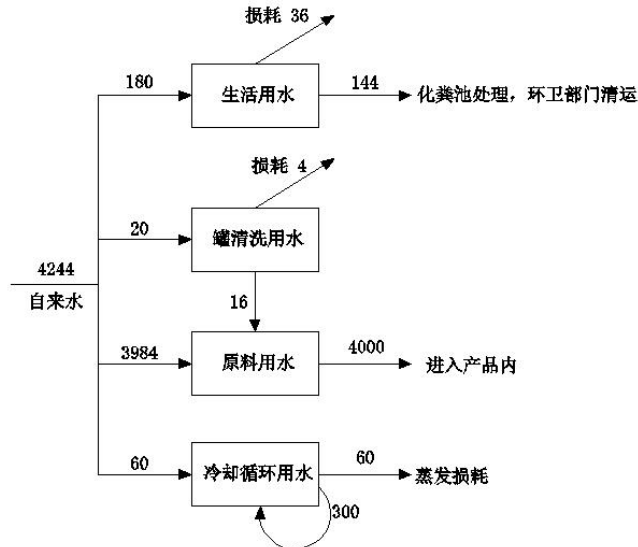 损耗 36
180
生活用水
144
化粪池处理，环卫部门清运
损耗 4
20
罐清洗用水
4244
自来水
16
3984
原料用水
4000
进入产品内
60
冷却循环用水
60
蒸发损耗
300